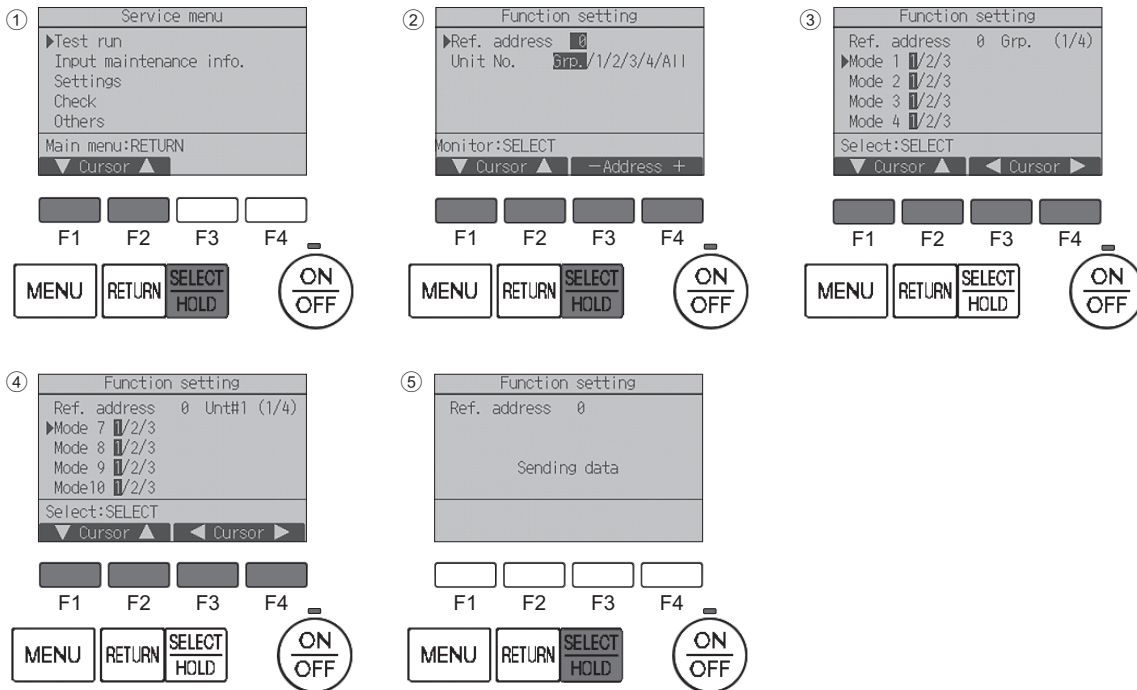 ①
Service menu
▶Test run
Input maintenance info.
Settings
Check
Others
Main menu:RETURN
▼ Cursor ▲
F1 F2 F3 F4
MENU RETURN SELECT HOLD ON OFF
②
Function setting
▶Ref. address 0
Unit No. Grp./1/2/3/4/All
Monitor:SELECT
▼ Cursor ▲ −Address +
F1 F2 F3 F4
MENU RETURN SELECT HOLD ON OFF
③
Function setting
Ref. address 0 Grp. (1/4)
▶Mode 1 1/2/3
Mode 2 1/2/3
Mode 3 1/2/3
Mode 4 1/2/3
Select:SELECT
▼ Cursor ▲ ◀ Cursor ▶
F1 F2 F3 F4
MENU RETURN SELECT HOLD ON OFF
④
Function setting
Ref. address 0 Unt#1 (1/4)
▶Mode 7 1/2/3
Mode 8 1/2/3
Mode 9 1/2/3
Mode10 1/2/3
Select:SELECT
▼ Cursor ▲ ◀ Cursor ▶
F1 F2 F3 F4
MENU RETURN SELECT HOLD ON OFF
⑤
Function setting
Ref. address 0
Sending data
F1 F2 F3 F4
MENU RETURN SELECT HOLD ON OFF